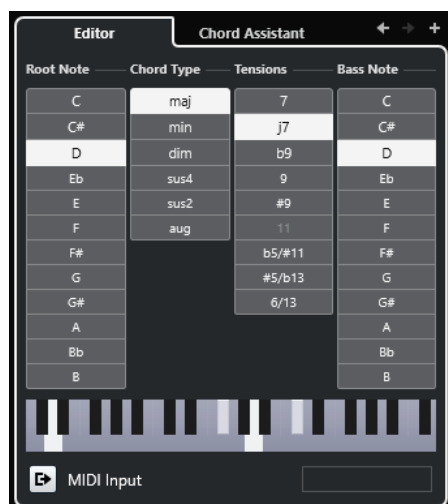 Editor Chord Assistant
Root Note Chord Type Tensions Bass Note
C maj 7 C
C# min j7 C#
D dim b9 D
Eb sus4 9 Eb
E sus2 #9 E
F aug 11 F
F# b5/#11 F#
G #5/b13 G
G# 6/13 G#
A A
Bb Bb
B B
MIDI Input